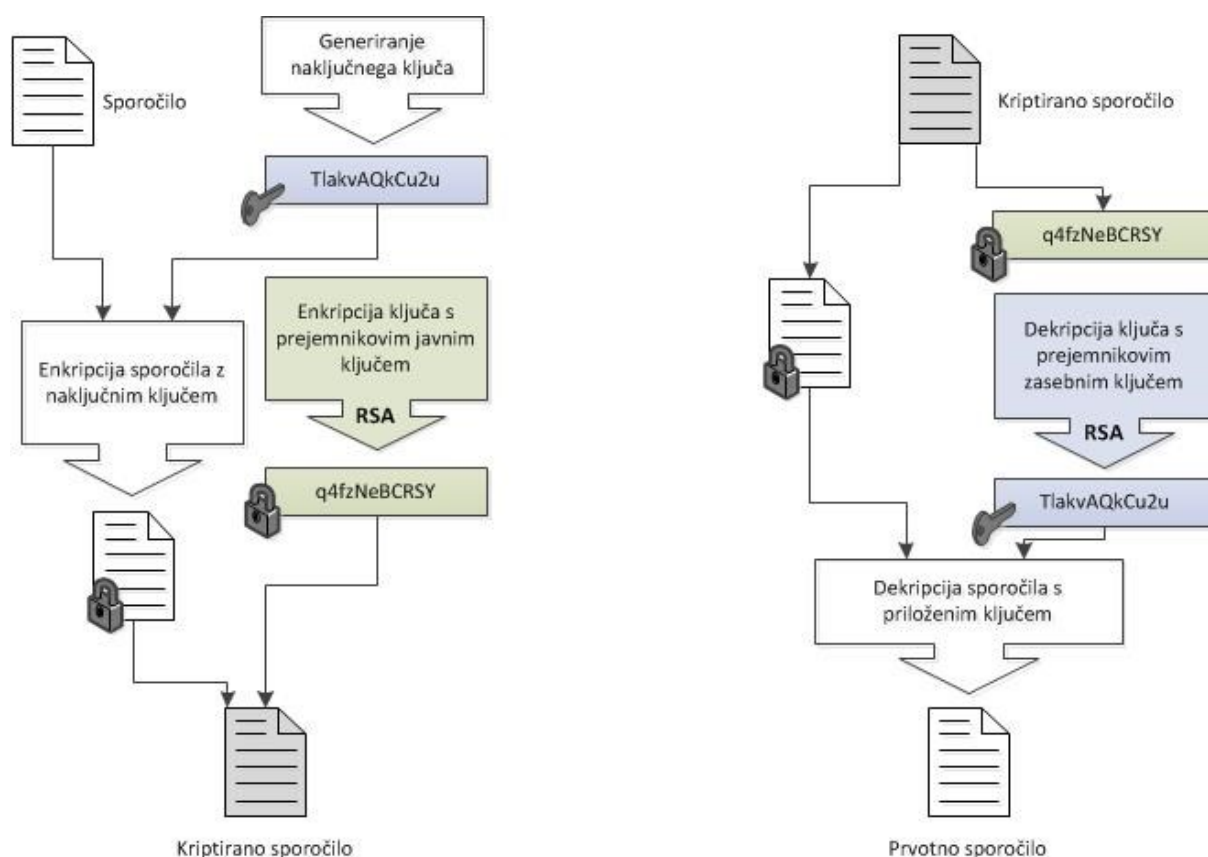 Sporočilo
Generiranje
naključnega ključa
TlakvAQkCu2u
Enkripcija sporočila z
naključnim ključem
Enkripcija ključa s
prejemnikovim javnim
ključem
RSA
q4fzNeBCRSY
Kriptirano sporočilo
Kriptirano sporočilo
q4fzNeBCRSY
Dekripcija ključa s
prejemnikovim
zasebnim ključem
RSA
TlakvAQkCu2u
Dekripcija sporočila s
priloženim ključem
Prvotno sporočilo